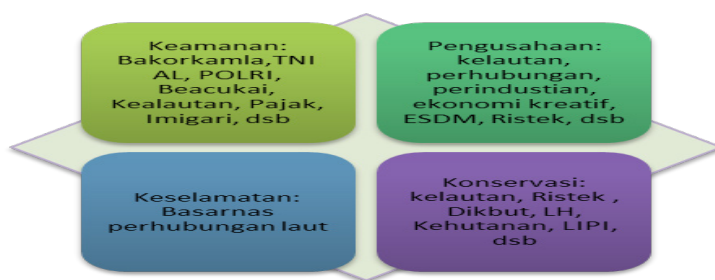 Keamanan:
Bakorkamla,TNI
AL, POLRI,
Beacukai,
Kealautan, Pajak,
Imigari, dsb
Pengusahaan:
kelautan,
perhubungan,
perindustian,
ekonomi kreatif,
ESDM, Ristek, dsb
Keselamatan:
Basarnas
perhubungan laut
Konservasi:
kelautan, Ristek ,
Dikbut, LH,
Kehutanan, LIPI,
dsb